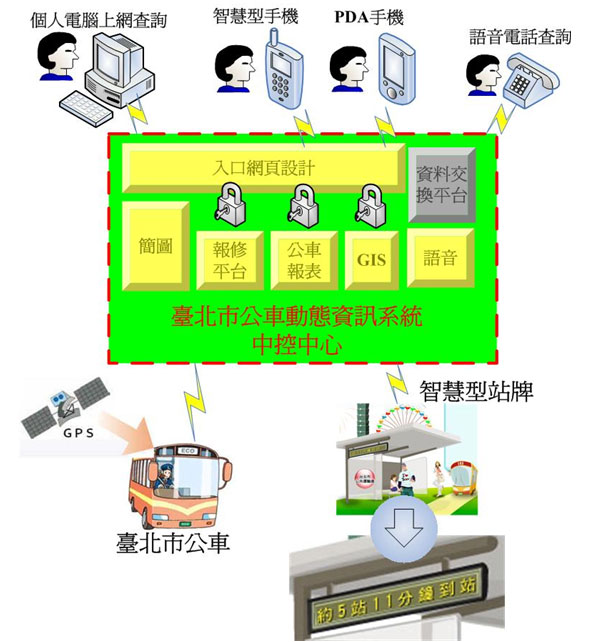 個人電腦上網查詢
智慧型手機
PDA手機
語音電話查詢
入口網頁設計
資料交
換平台
簡圖
報修
平台
公車
報表
GIS
語音
臺北市公車動態資訊系統
中控中心
GPS
ECO
臺北市公車
智慧型站牌
約5站11分鐘到站